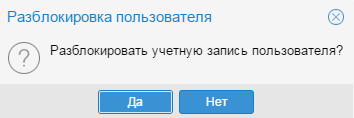 Разблокировка пользователя
Разблокировать учетную запись пользователя?
Да Нет